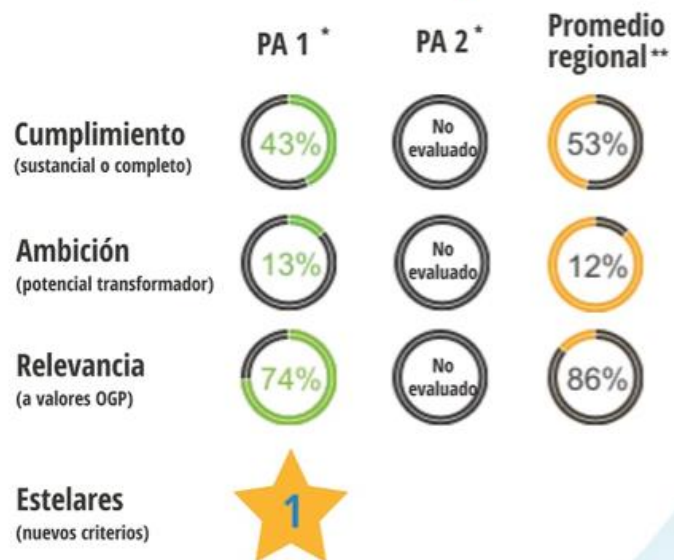 PA 1 *
PA 2 *
Promedio
regional**
Cumplimiento
(sustancial o completo)
43%
No
evaluado
53%
Ambición
(potencial transformador)
13%
No
evaluado
12%
Relevancia
(a valores OGP)
74%
No
evaluado
86%
Estelares
(nuevos criterios)
1